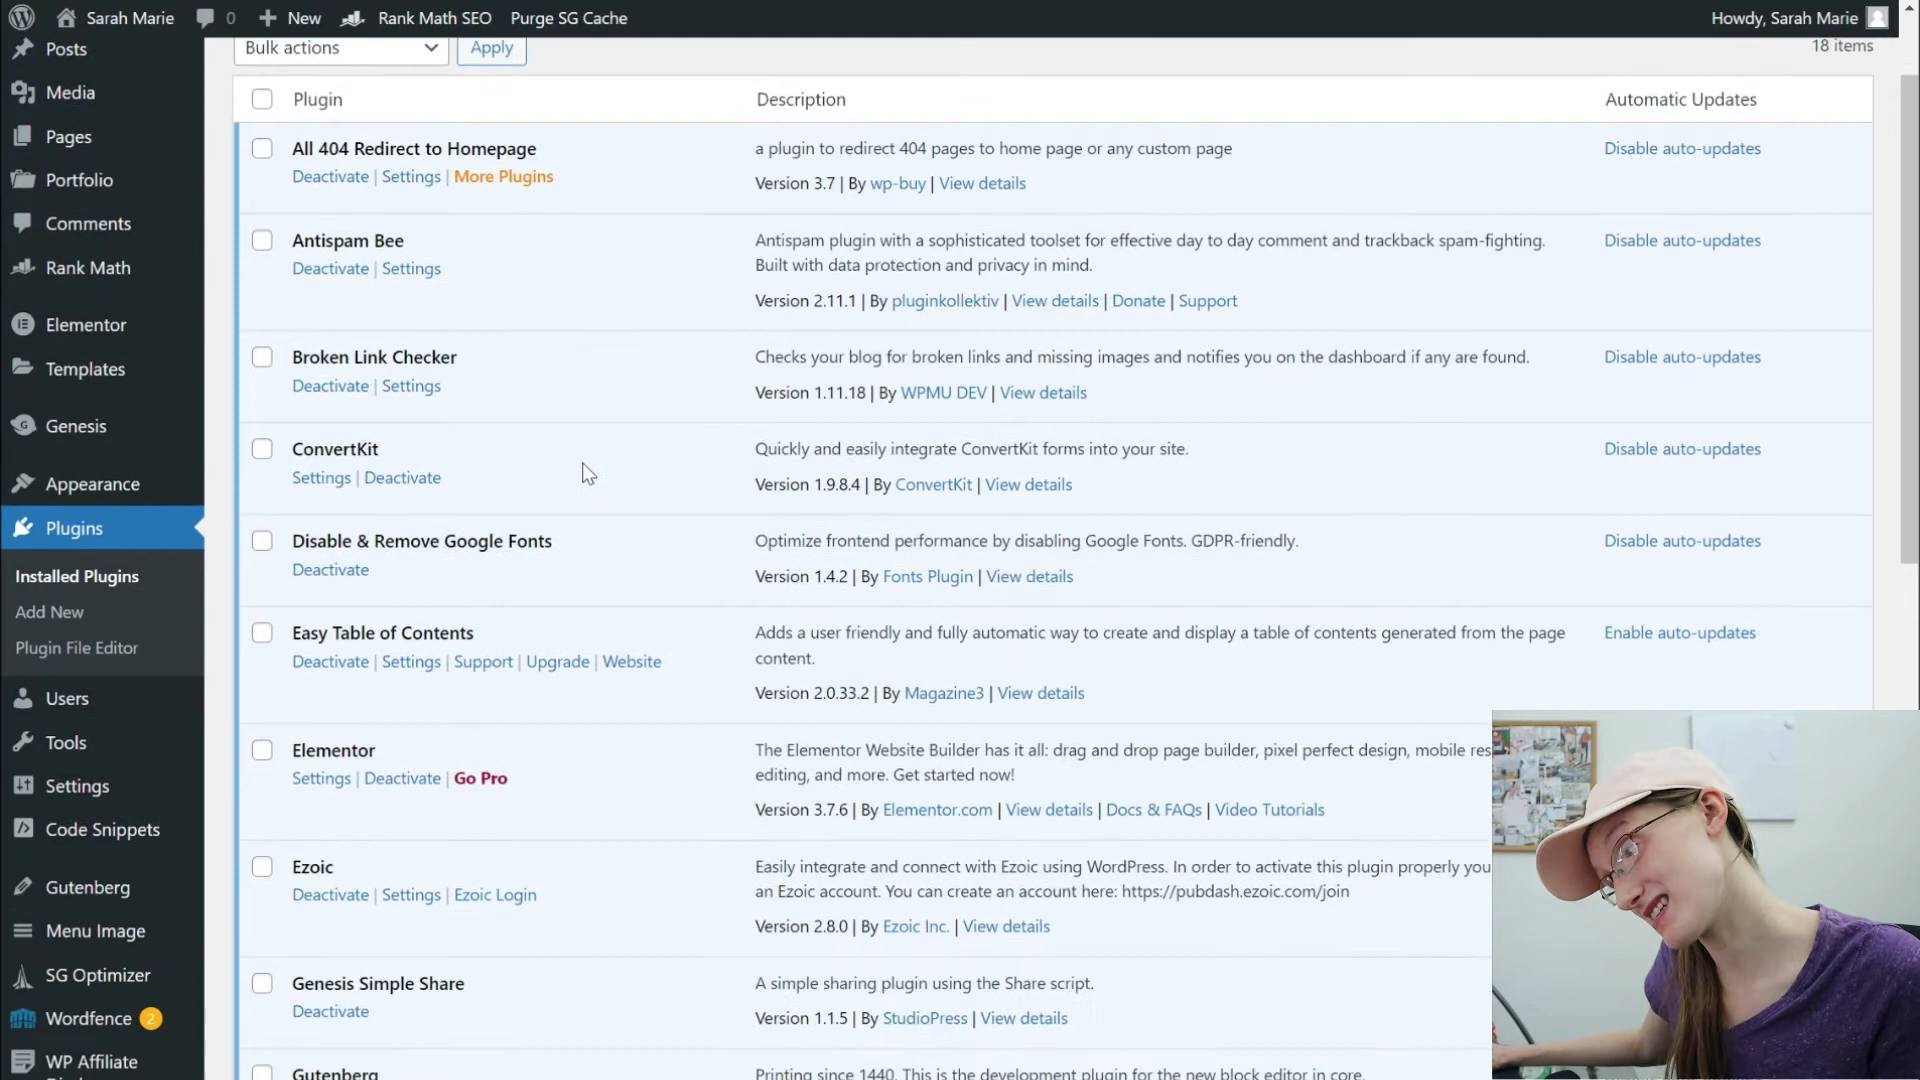 Sarah Marie 0 New Rank Math SEO Purge SG Cache Howdy, Sarah Marie
Posts
Media
Pages
Portfolio
Comments
Rank Math
Elementor
Templates
Genesis
Appearance
Plugins
Installed Plugins
Add New
Plugin File Editor
Users
Tools
Settings
Code Snippets
Gutenberg
Menu Image
SG Optimizer
Wordfence 2
WP Affiliate
Bulk actions Apply 18 items
Plugin Description Automatic Updates
All 404 Redirect to Homepage
Deactivate | Settings | More Plugins
a plugin to redirect 404 pages to home page or any custom page
Version 3.7 | By wp-buy | View details
Disable auto-updates
Antispam Bee
Deactivate | Settings
Antispam plugin with a sophisticated toolset for effective day to day comment and trackback spam-fighting.
Built with data protection and privacy in mind.
Version 2.11.1 | By pluginkollektiv | View details | Donate | Support
Disable auto-updates
Broken Link Checker
Deactivate | Settings
Checks your blog for broken links and missing images and notifies you on the dashboard if any are found.
Version 1.11.18 | By WPMU DEV | View details
Disable auto-updates
ConvertKit
Settings | Deactivate
Quickly and easily integrate ConvertKit forms into your site.
Version 1.9.8.4 | By ConvertKit | View details
Disable auto-updates
Disable & Remove Google Fonts
Deactivate
Optimize frontend performance by disabling Google Fonts. GDPR-friendly.
Version 1.4.2 | By Fonts Plugin | View details
Disable auto-updates
Easy Table of Contents
Deactivate | Settings | Support | Upgrade | Website
Adds a user friendly and fully automatic way to create and display a table of contents generated from the page
content.
Version 2.0.33.2 | By Magazine3 | View details
Enable auto-updates
Elementor
Settings | Deactivate | Go Pro
The Elementor Website Builder has it all: drag and drop page builder, pixel perfect design, mobile res
editing, and more. Get started now!
Version 3.7.6 | By Elementor.com | View details | Docs & FAQs | Video Tutorials
Ezoic
Deactivate | Settings | Ezoic Login
Easily integrate and connect with Ezoic using WordPress. In order to activate this plugin properly you
an Ezoic account. You can create an account here: https://pubdash.ezoic.com/join
Version 2.8.0 | By Ezoic Inc. | View details
Genesis Simple Share
Deactivate
A simple sharing plugin using the Share script.
Version 1.1.5 | By StudioPress | View details
Gutenberg
Printing since 1440. This is the development plugin for the new block editor in core.